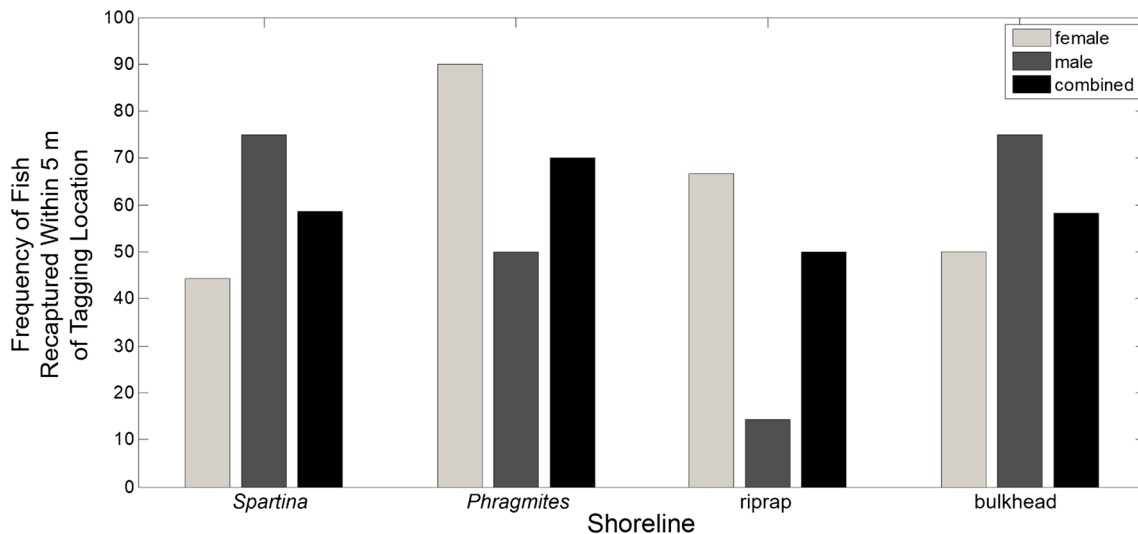 100
90
80
70
60
50
40
30
20
10
0
Frequency of Fish
Recaptured Within 5 m
of Tagging Location
female
male
combined
Spartina
Phragmites
riprap
bulkhead
Shoreline